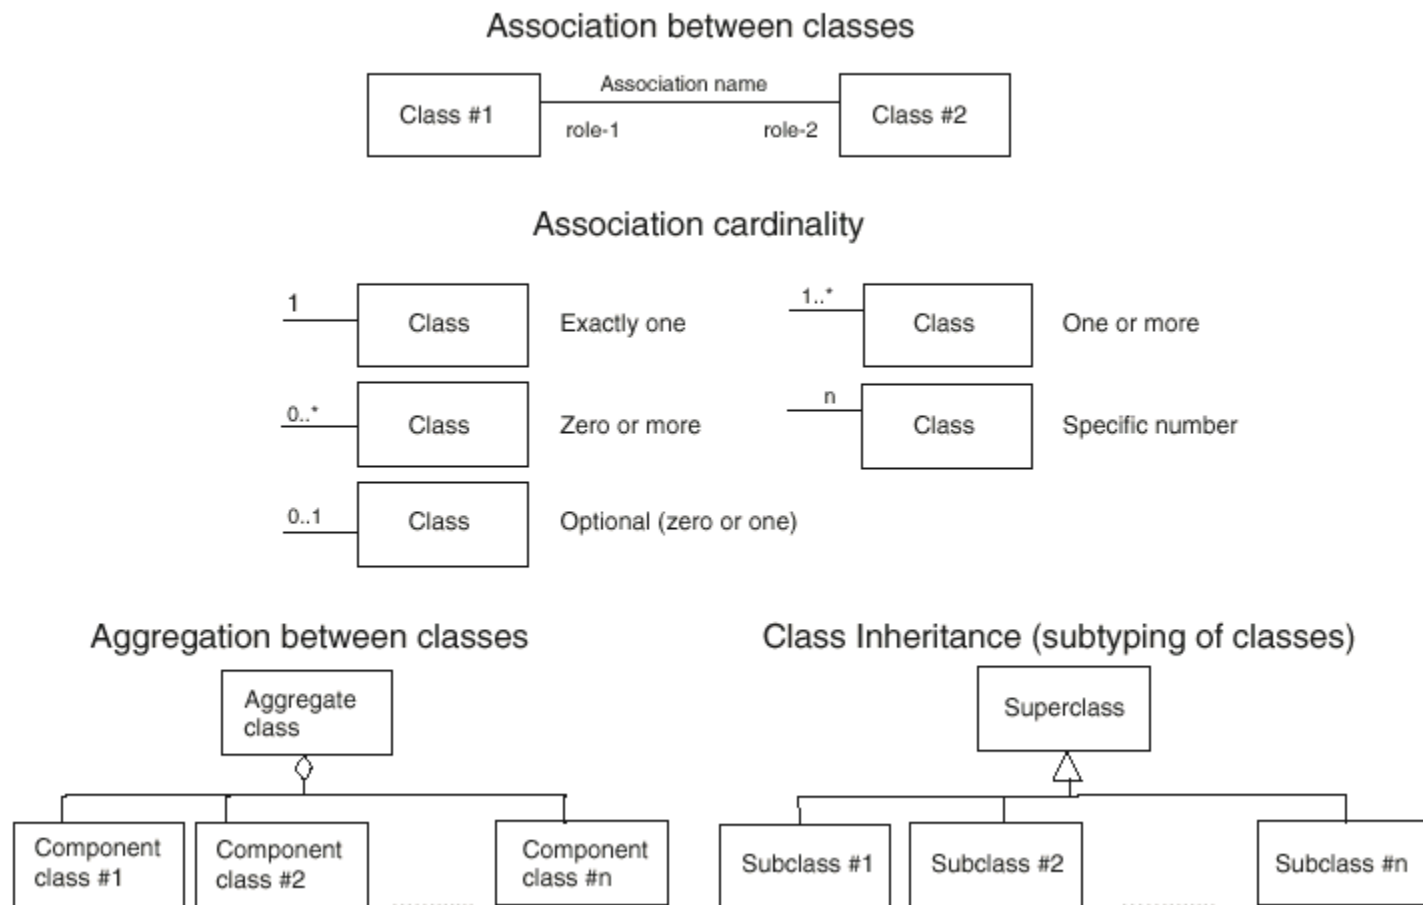 Association between classes
Association name
Class #1
Class #2
role-1
role-2
Association cardinality
1
Class
Exactly one
1..*
Class
One or more
0..*
Class
Zero or more
n
Class
Specific number
0..1
Class
Optional (zero or one)
Aggregation between classes
Class Inheritance (subtyping of classes)
Aggregate
class
Superclass
Component
class #1
Component
class #2
Component
class #n
Subclass #1
Subclass #2
Subclass #n